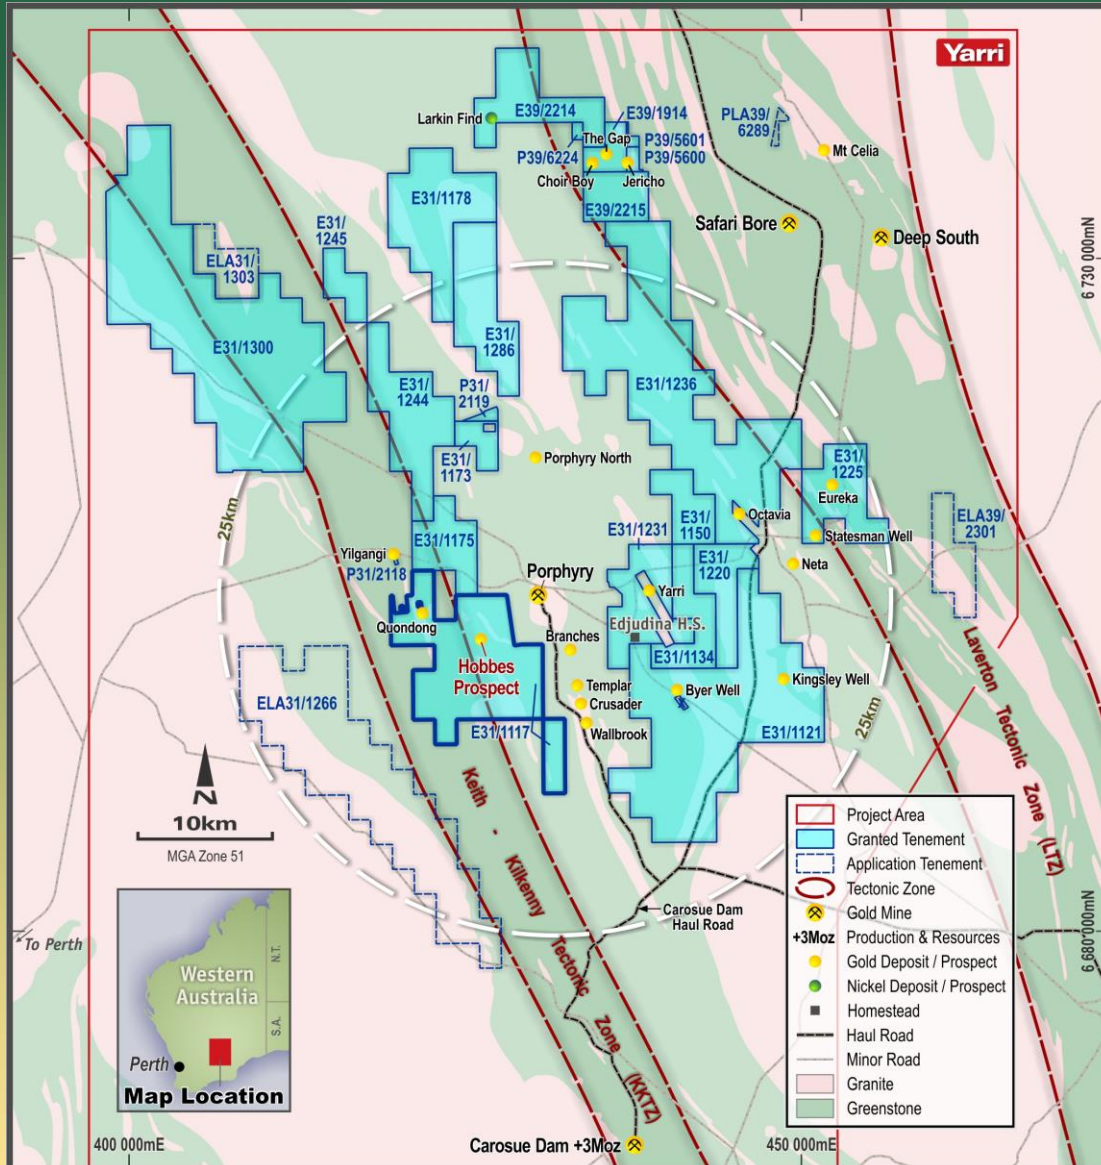 Yarri
E39/2214
E39/1914
PLA39/
6289
Larkin Find
The Gap
P39/5601
P39/6224
P39/5600
Mt Celia
Choir Boy
Jericho
E31/1178
E39/2215
E31/
1245
Safari Bore
Deep South
ELA31/
1303
6 730 000mN
E31/1300
E31/
1286
E31/
1244
P31/
2119
E31/1236
E31/
1173
Porphyry North
E31/
1225
Eureka
25km
E31/1231
E31/
1150
Octavia
ELA39/
2301
E31/1175
Statesman Well
Yilgangi
E31/
1220
P31/2118
Porphyry
Neta
Yarri
Quondong
Edjudina H.S.
Branches
Hobbes
Prospect
E31/1134
Kingsley Well
ELA31/1266
Templar
Byer Well
Crusader
E31/1117
Wallbrook
E31/1121
25km
Laverton Tectonic Zone (LTZ)
Keith - Kilkenny Tectonic Zone (KKTZ)
N
10km
MGA Zone 51
Carosue Dam
Haul Road
To Perth
6 680 000mN
Project Area
Granted Tenement
Application Tenement
Tectonic Zone
Gold Mine
+3Moz Production & Resources
Gold Deposit / Prospect
Nickel Deposit / Prospect
Homestead
Haul Road
Minor Road
Granite
Greenstone
Western
Australia
N.T.
S.A.
Perth
Map Location
400 000mE
Carosue Dam +3Moz
450 000mE